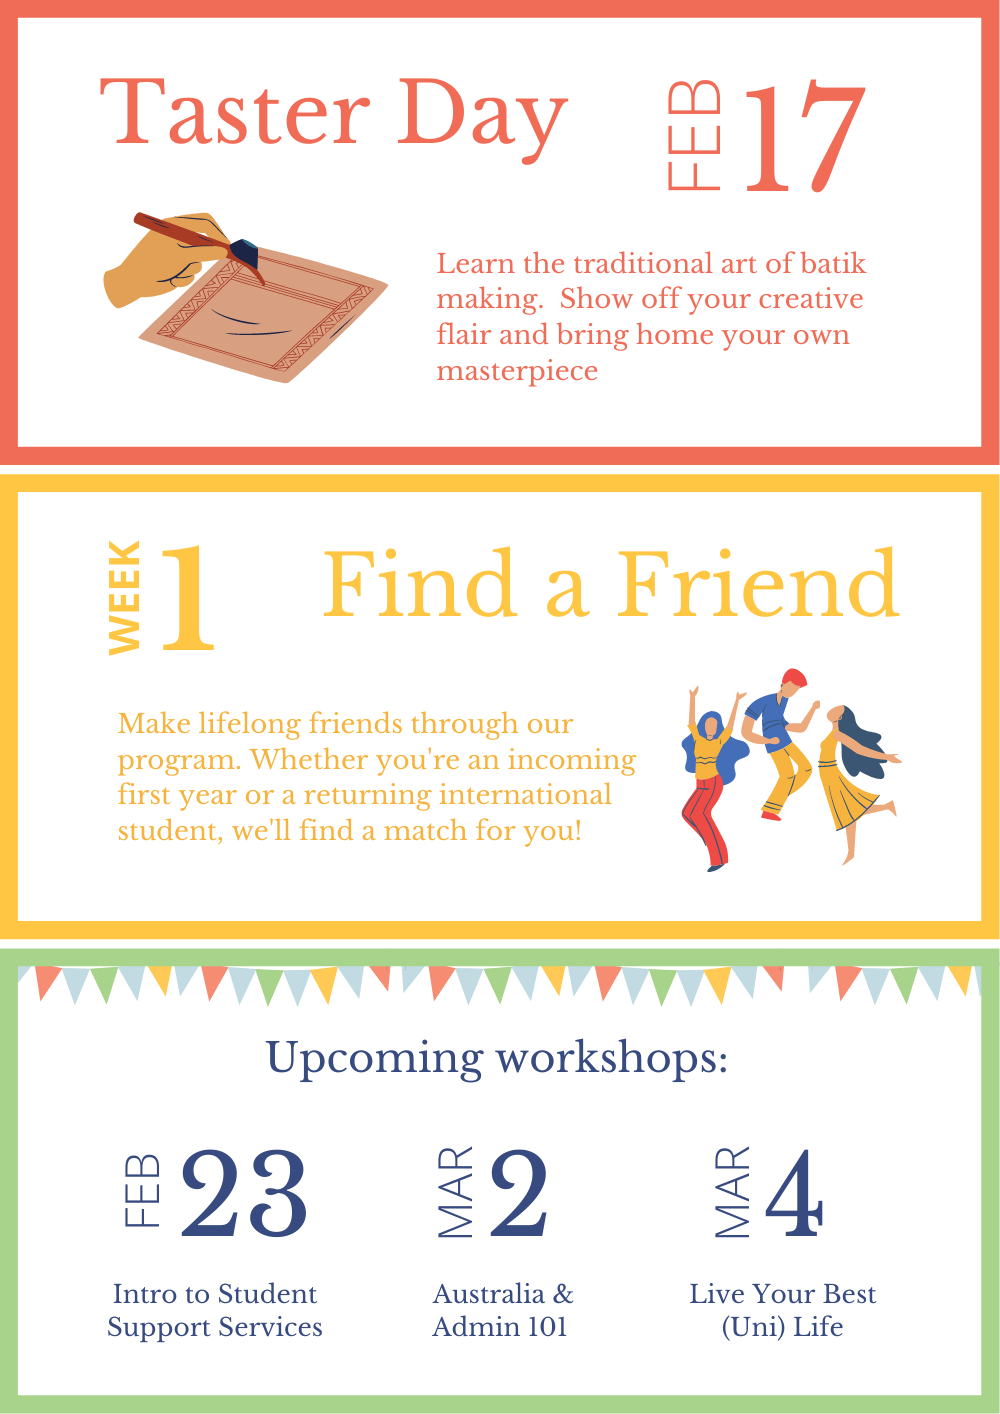 Taster Day
FEB 17
Learn the traditional art of batik
making.  Show off your creative
flair and bring home your own
masterpiece
WEEK 1
Find a Friend
Make lifelong friends through our
program. Whether you're an incoming
first year or a returning international
student, we'll find a match for you!
Upcoming workshops:
FEB 23
Intro to Student
Support Services
MAR 2
Australia &
Admin 101
MAR 4
Live Your Best
(Uni) Life